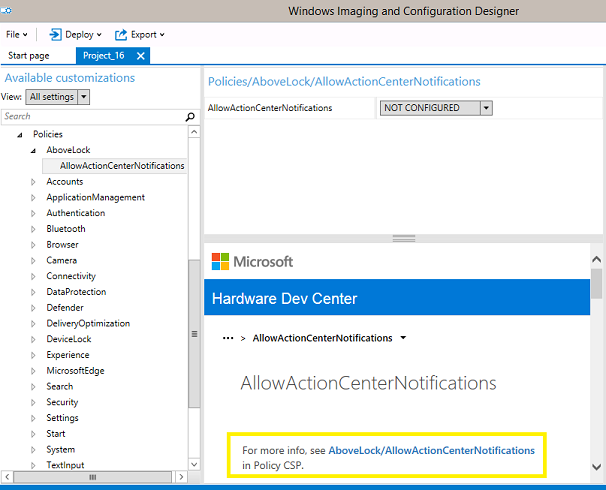 Windows Imaging and Configuration Designer
File Deploy Export
Start page Project_16
Available customizations
View: All settings
Search
Policies
AboveLock
AllowActionCenterNotifications
Accounts
ApplicationManagement
Authentication
Bluetooth
Browser
Camera
Connectivity
DataProtection
Defender
DeliveryOptimization
DeviceLock
Experience
MicrosoftEdge
Search
Security
Settings
Start
System
TextInput
Policies/AboveLock/AllowActionCenterNotifications
AllowActionCenterNotifications NOT CONFIGURED
Microsoft
Hardware Dev Center
··· > AllowActionCenterNotifications
AllowActionCenterNotifications
For more info, see AboveLock/AllowActionCenterNotifications
in Policy CSP.